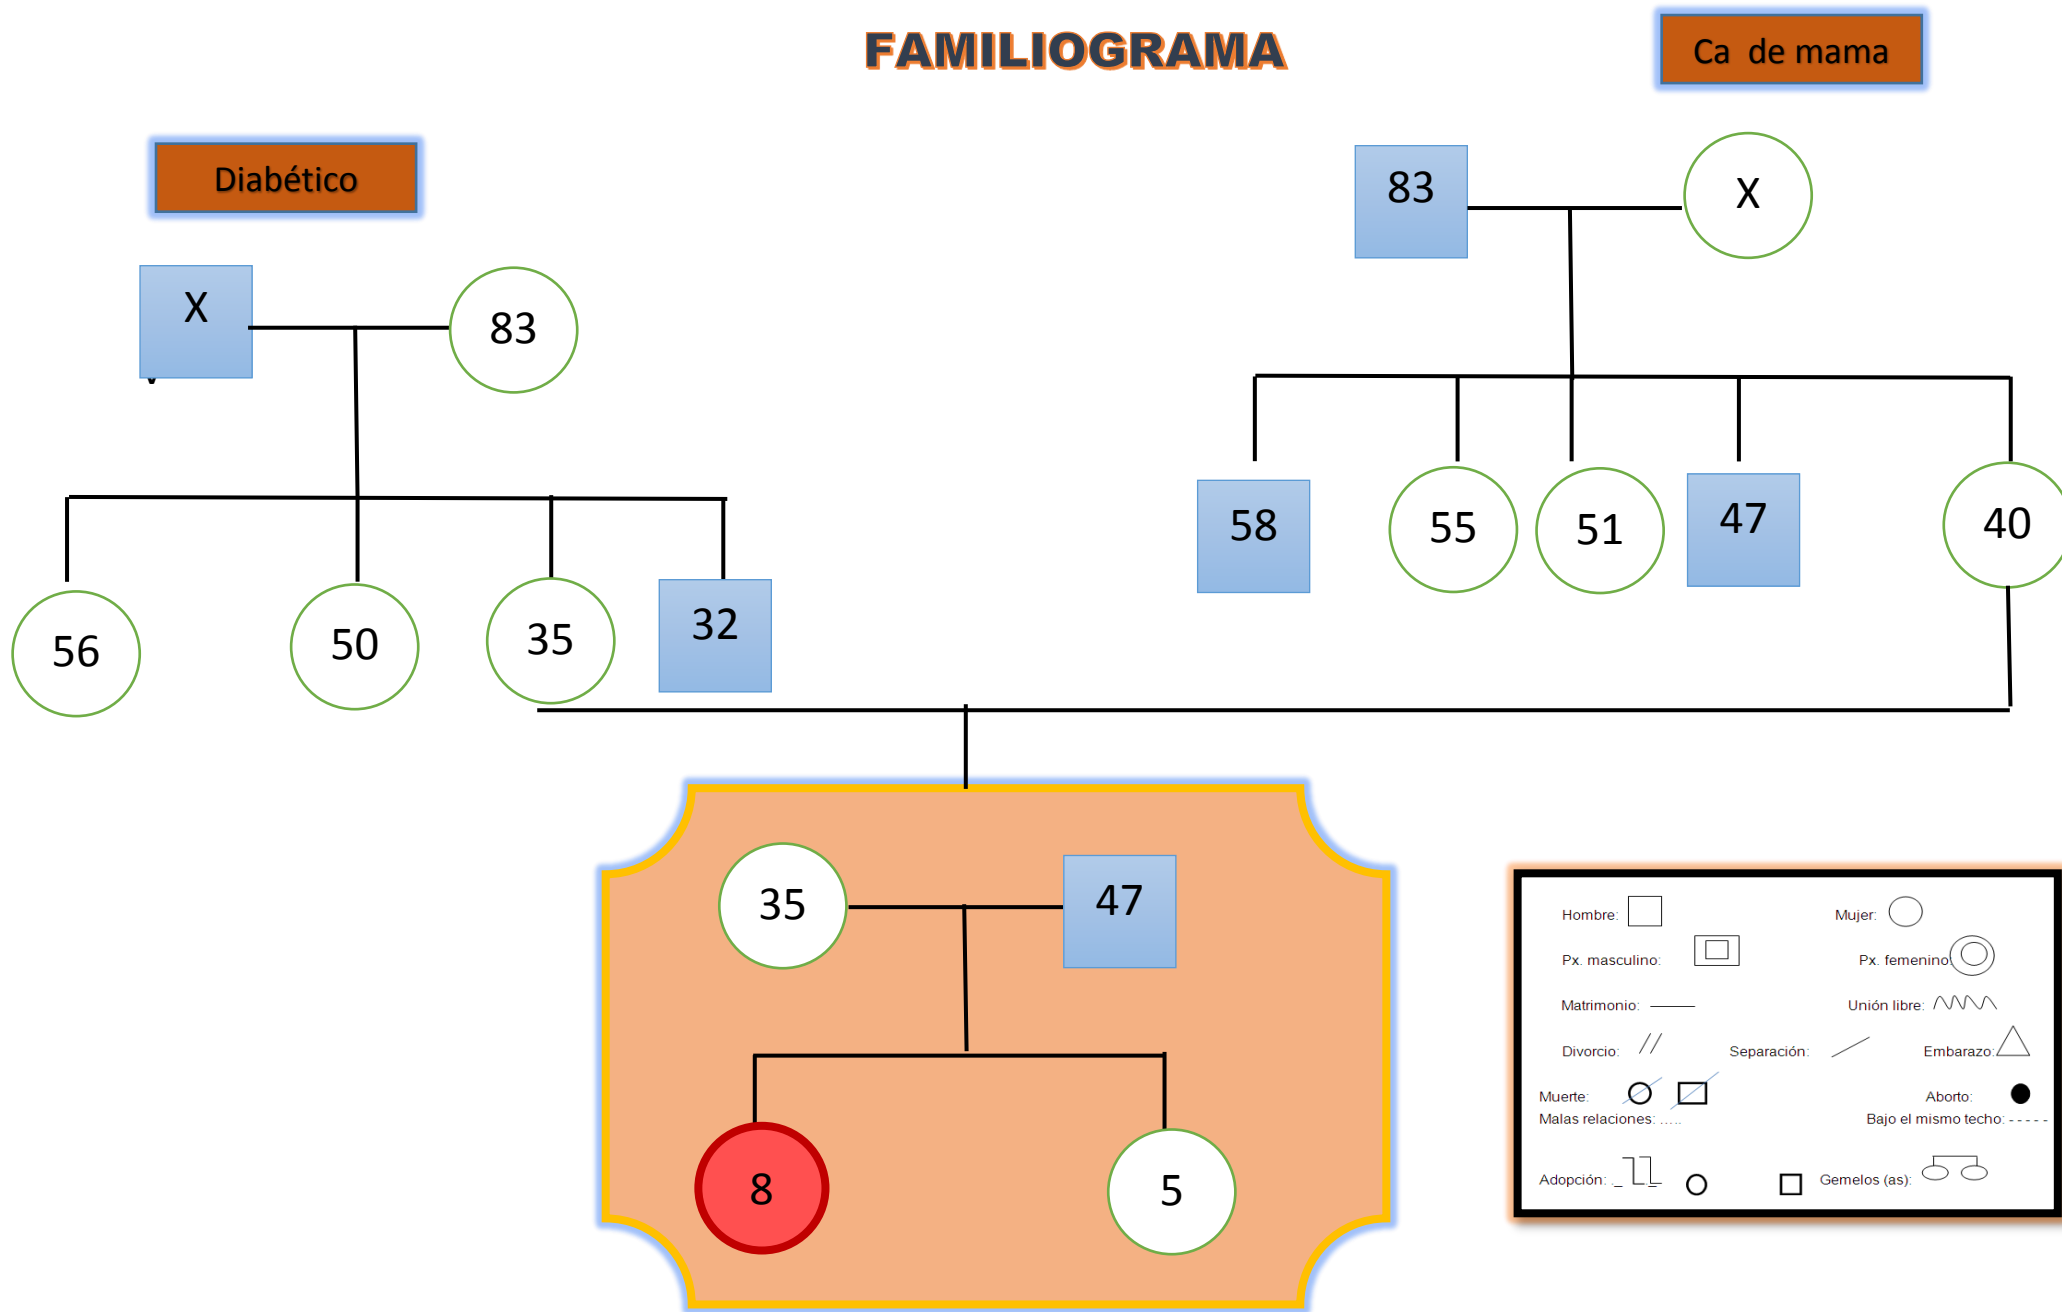 FAMILIOGRAMA
Ca de mama
Diabético
83
X
X
83
58
55
51
47
40
56
50
35
32
35
47
8
5
Hombre:
Mujer:
Px. masculino:
Px. femenino:
Matrimonio:
Unión libre:
Divorcio:
Separación:
Embarazo:
Muerte:
Aborto:
Malas relaciones: .....
Bajo el mismo techo: - - - - -
Adopción:
Gemelos (as):